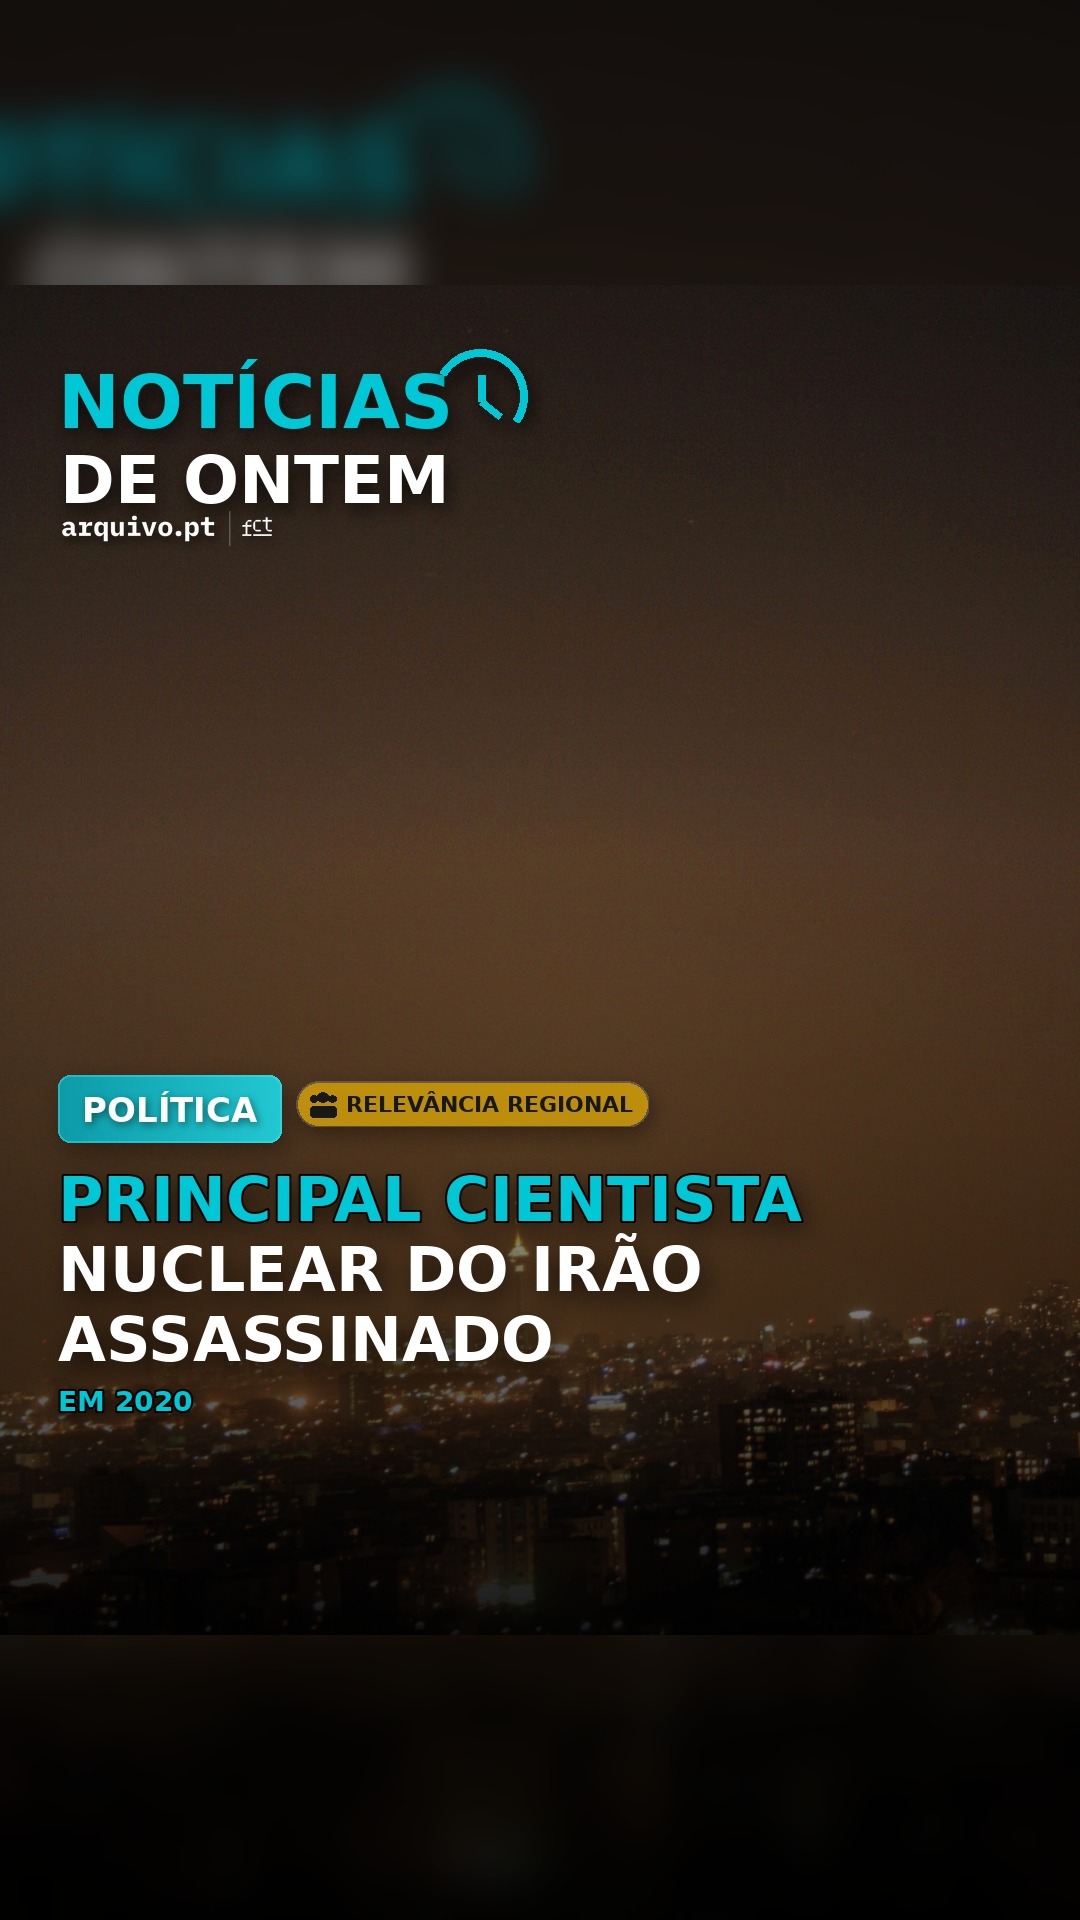 NOTÍCIAS
DE ONTEM
arquivo.pt fct
POLÍTICA
RELEVÂNCIA REGIONAL
PRINCIPAL CIENTISTA
NUCLEAR DO IRÃO
ASSASSINADO
EM 2020